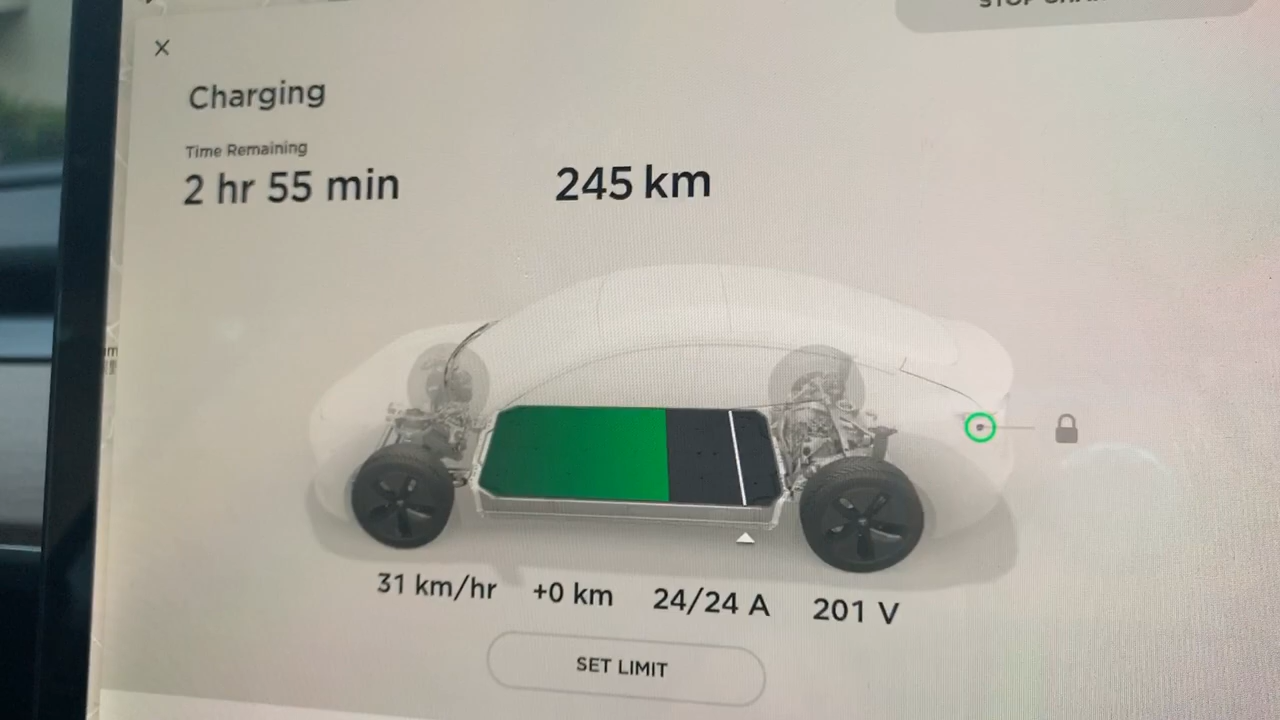 Charging
Time Remaining
2 hr 55 min
245 km
31 km/hr +0 km 24/24 A 201 V
SET LIMIT